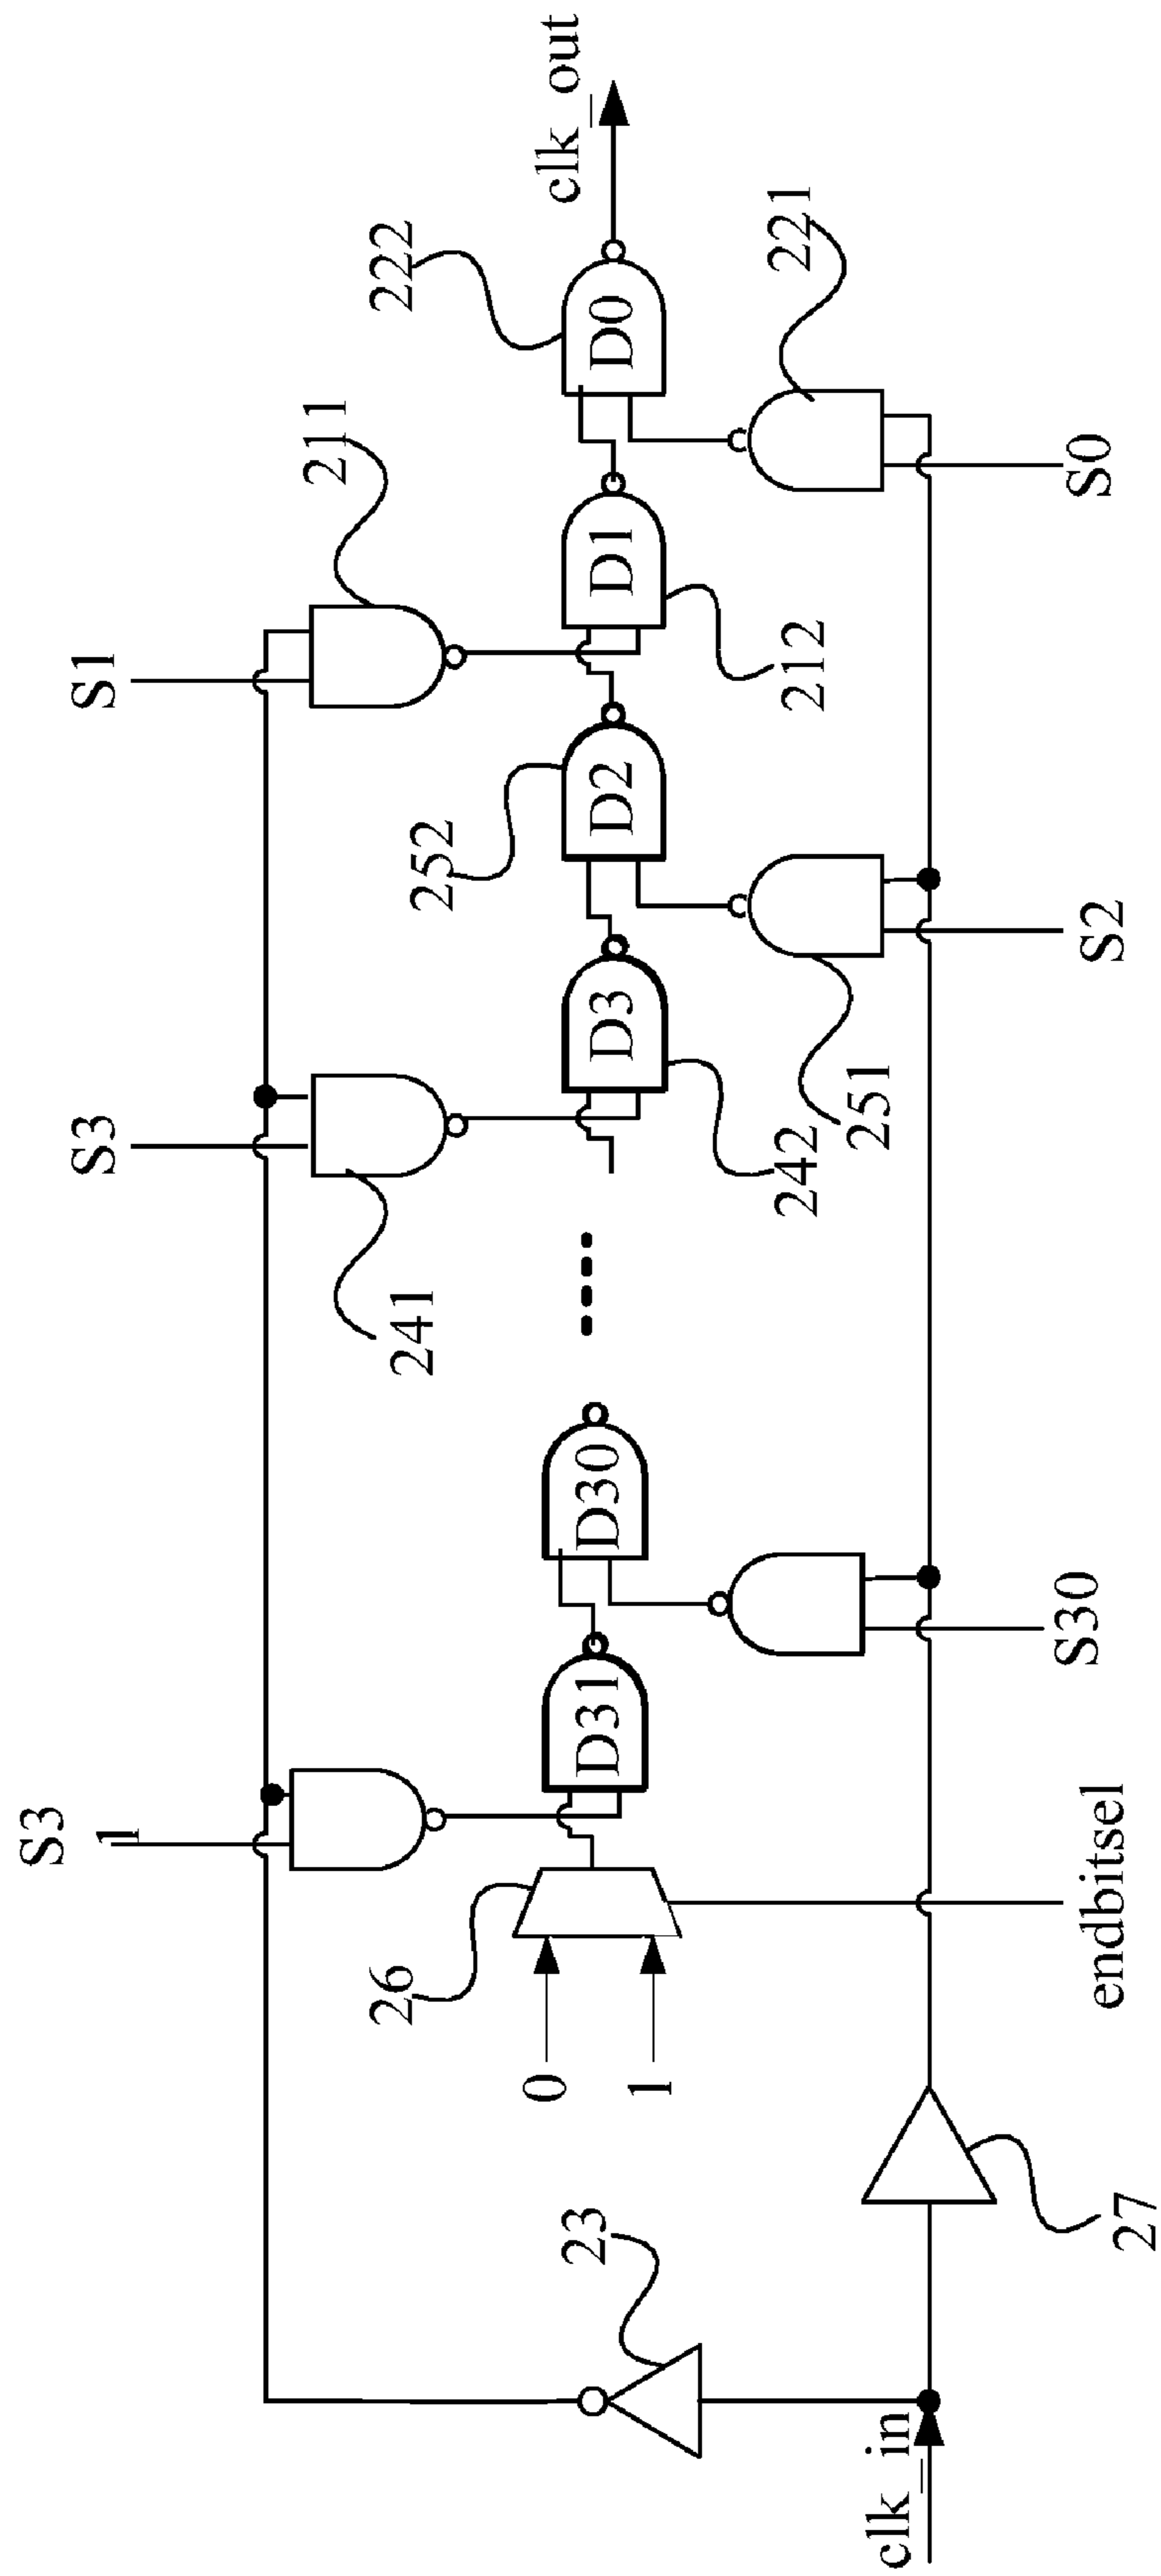 S3
1
S3
S1
241
211
26
252
222
23
0
1
D31
D30
D3
D2
D1
D0
clk_out
242
212
251
221
clk_in
27
endbitsel
S30
S2
S0